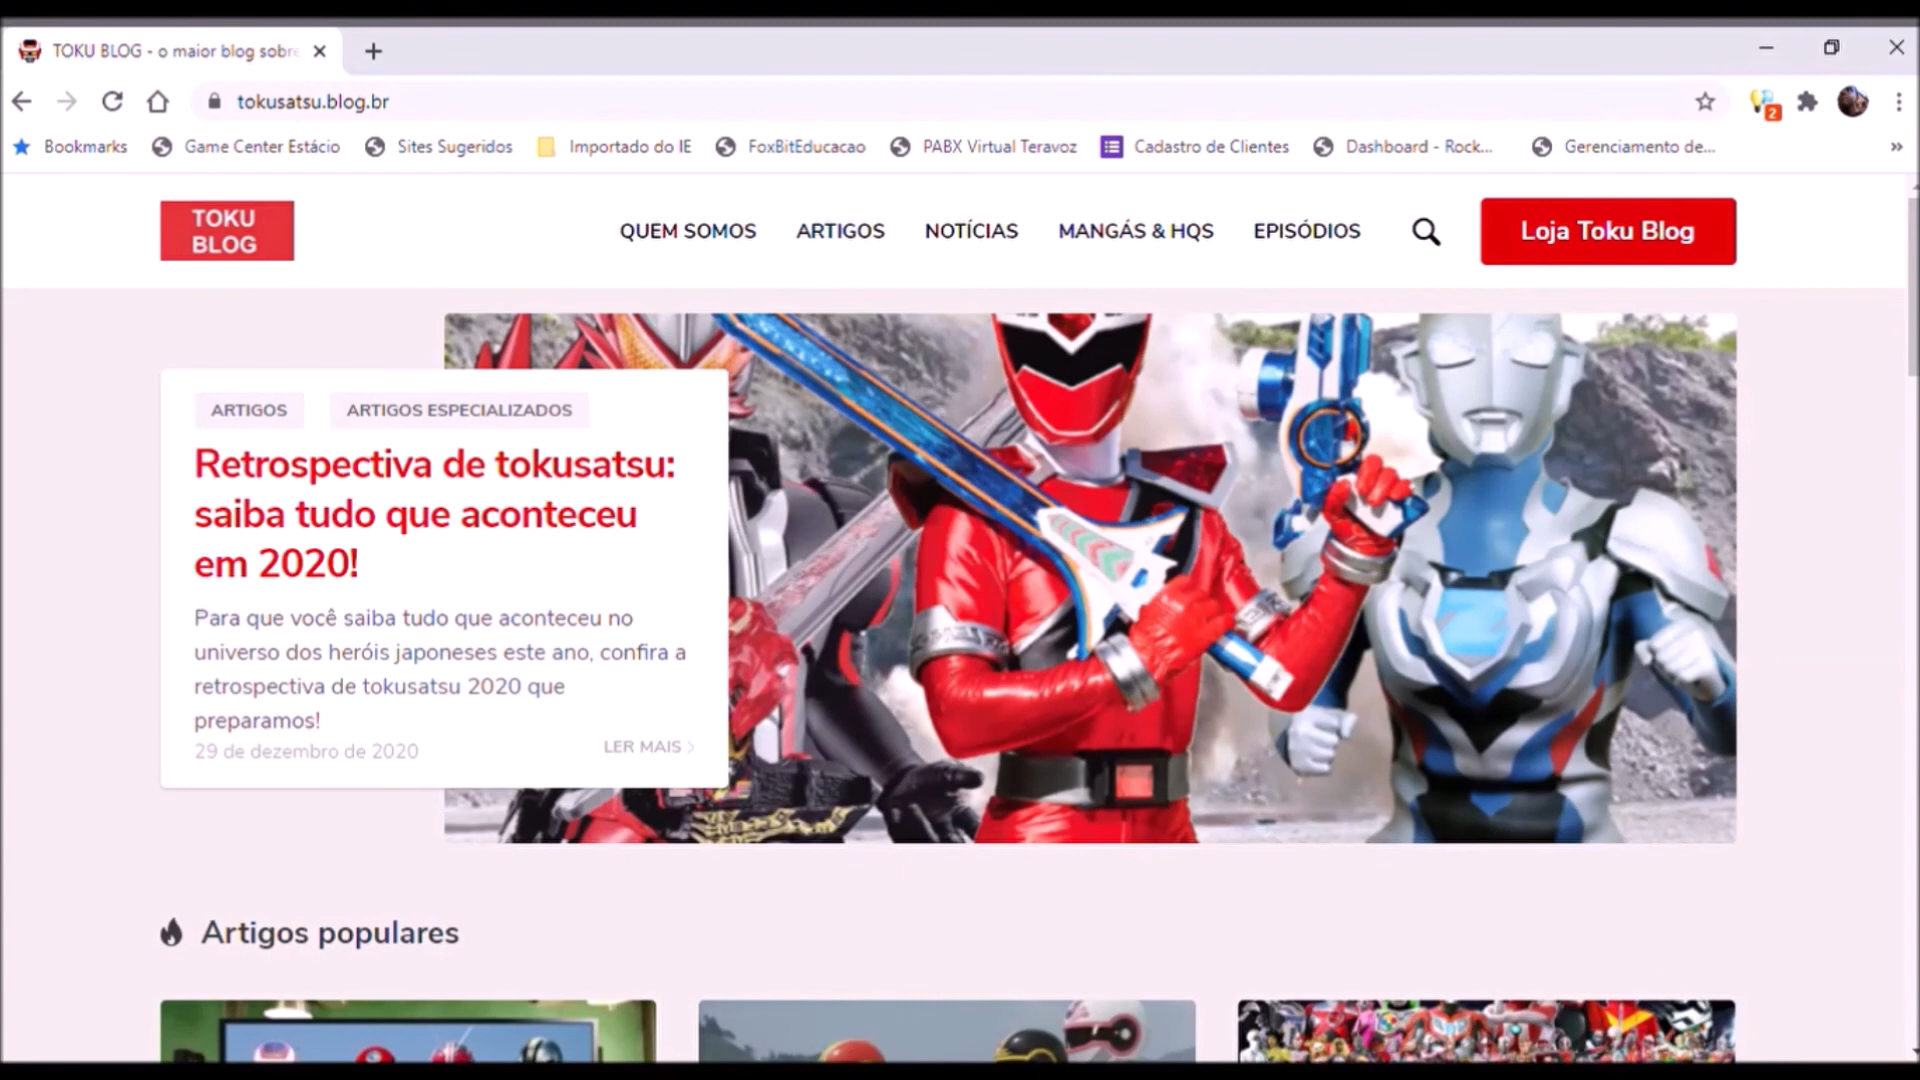 TOKU BLOG - o maior blog sobre
tokusatsu.blog.br
2
Bookmarks Game Center Estácio Sites Sugeridos Importado do IE FoxBitEducacao PABX Virtual Teravoz Cadastro de Clientes Dashboard - Rock... Gerenciamento de... »
TOKU
BLOG
QUEM SOMOS ARTIGOS NOTÍCIAS MANGÁS & HQS EPISÓDIOS Loja Toku Blog
ARTIGOS ARTIGOS ESPECIALIZADOS
Retrospectiva de tokusatsu:
saiba tudo que aconteceu
em 2020!
Para que você saiba tudo que aconteceu no
universo dos heróis japoneses este ano, confira a
retrospectiva de tokusatsu 2020 que
preparamos!
29 de dezembro de 2020 LER MAIS >
Artigos populares